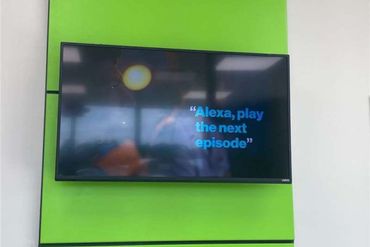 “Alexa, play
the next
episode”